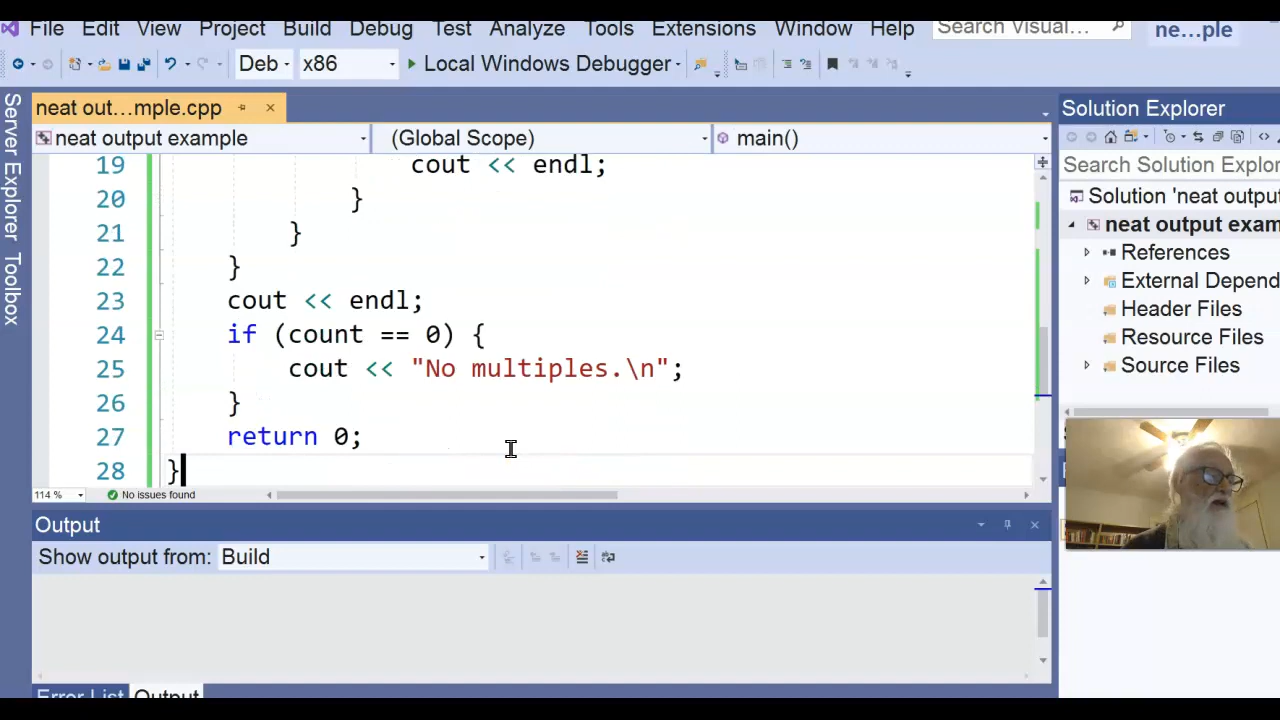 File Edit View Project Build Debug Test Analyze Tools Extensions Window Help Search Visual... ne...ple
Deb x86 Local Windows Debugger
neat out...mple.cpp
neat output example (Global Scope) main()
19 cout << endl;
20 }
21 }
22 }
23 cout << endl;
24 if (count == 0) {
25 cout << "No multiples.\n";
26 }
27 return 0;
28 }
114 % No issues found
Output
Show output from: Build
Error List Output
Server Explorer
Toolbox
Solution Explorer
Search Solution Explor
Solution 'neat output
neat output exam
References
External Depend
Header Files
Resource Files
Source Files